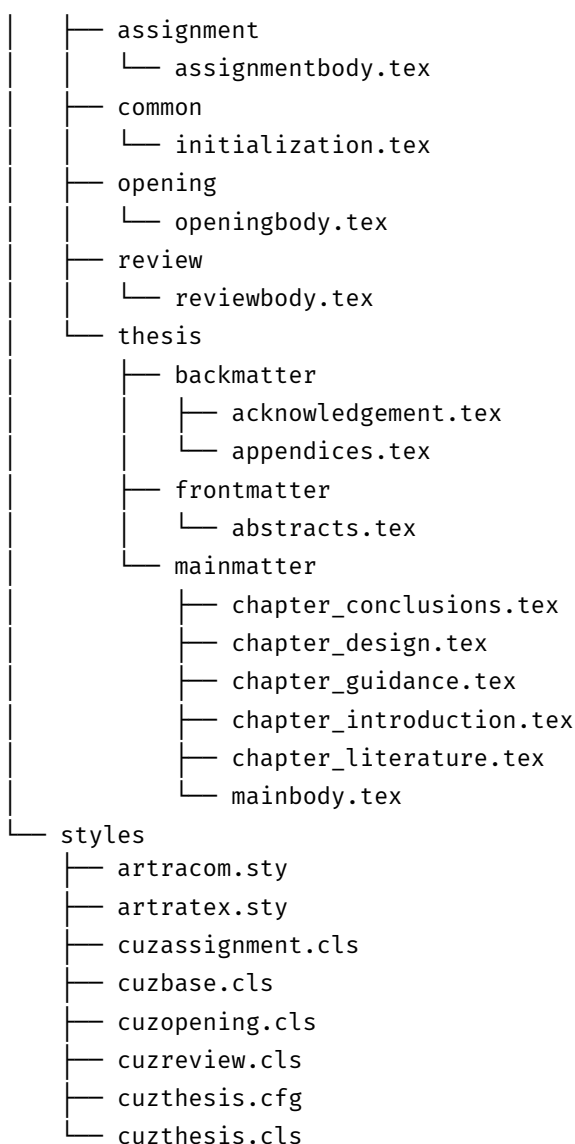 │   ├── assignment
│   │   └── assignmentbody.tex
│   ├── common
│   │   └── initialization.tex
│   ├── opening
│   │   └── openingbody.tex
│   ├── review
│   │   └── reviewbody.tex
│   └── thesis
│       ├── backmatter
│       │   ├── acknowledgement.tex
│       │   └── appendices.tex
│       ├── frontmatter
│       │   └── abstracts.tex
│       └── mainmatter
│           ├── chapter_conclusions.tex
│           ├── chapter_design.tex
│           ├── chapter_guidance.tex
│           ├── chapter_introduction.tex
│           ├── chapter_literature.tex
│           └── mainbody.tex
└── styles
    ├── artracom.sty
    ├── artratex.sty
    ├── cuzassignment.cls
    ├── cuzbase.cls
    ├── cuzopening.cls
    ├── cuzreview.cls
    ├── cuzthesis.cfg
    └── cuzthesis.cls